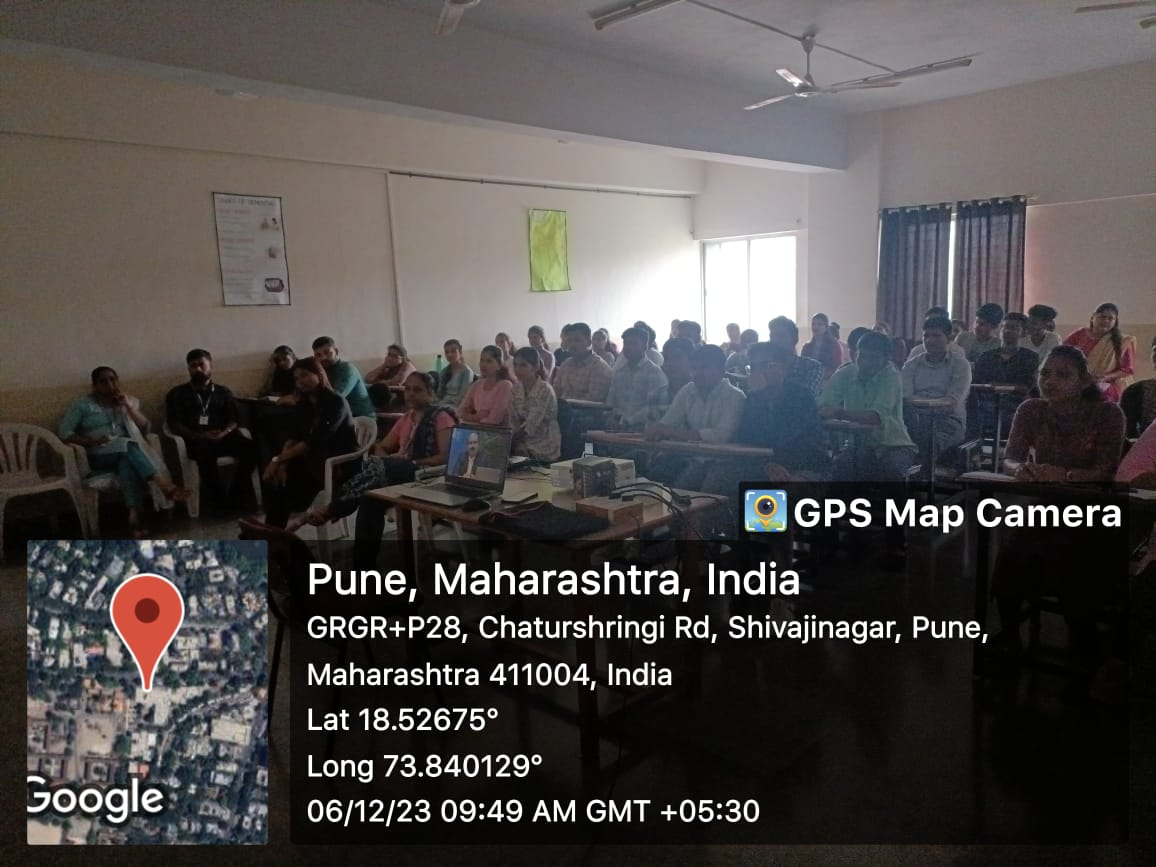 GPS Map Camera
Pune, Maharashtra, India
GRGR+P28, Chaturshringi Rd, Shivajinagar, Pune,
Maharashtra 411004, India
Lat 18.52675°
Long 73.840129°
06/12/23 09:49 AM GMT +05:30
Google